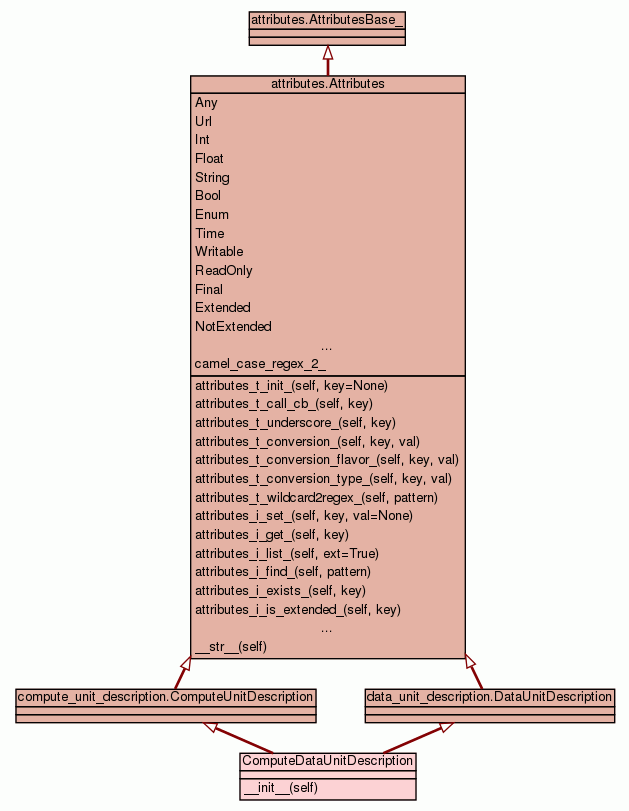 attributes.AttributesBase_
attributes.Attributes
Any
Url
Int
Float
String
Bool
Enum
Time
Writable
ReadOnly
Final
Extended
NotExtended
...
camel_case_regex_2_
attributes_t_init_(self, key=None)
attributes_t_call_cb_(self, key)
attributes_t_underscore_(self, key)
attributes_t_conversion_(self, key, val)
attributes_t_conversion_flavor_(self, key, val)
attributes_t_conversion_type_(self, key, val)
attributes_t_wildcard2regex_(self, pattern)
attributes_i_set_(self, key, val=None)
attributes_i_get_(self, key)
attributes_i_list_(self, ext=True)
attributes_i_find_(self, pattern)
attributes_i_exists_(self, key)
attributes_i_is_extended_(self, key)
...
__str__(self)
compute_unit_description.ComputeUnitDescription
data_unit_description.DataUnitDescription
ComputeDataUnitDescription
__init__(self)